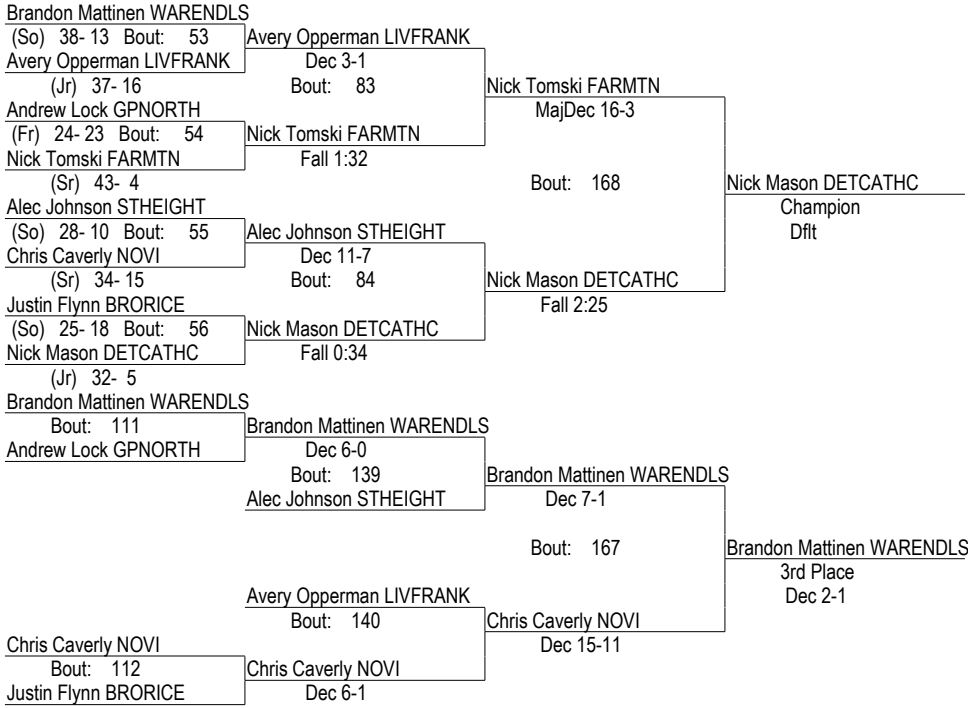 Brandon Mattinen WARENDLS
(So) 38- 13 Bout: 53
Avery Opperman LIVFRANK
Avery Opperman LIVFRANK
Dec 3-1
(Jr) 37- 16
Bout: 83
Nick Tomski FARMTN
Andrew Lock GPNORTH
MajDec 16-3
(Fr) 24- 23 Bout: 54
Nick Tomski FARMTN
Nick Tomski FARMTN
Fall 1:32
(Sr) 43- 4
Bout: 168
Nick Mason DETCATHC
Alec Johnson STHEIGHT
Champion
(So) 28- 10 Bout: 55
Alec Johnson STHEIGHT
Dflt
Chris Caverly NOVI
Dec 11-7
(Sr) 34- 15
Bout: 84
Nick Mason DETCATHC
Justin Flynn BRORICE
Fall 2:25
(So) 25- 18 Bout: 56
Nick Mason DETCATHC
Nick Mason DETCATHC
Fall 0:34
(Jr) 32- 5
Brandon Mattinen WARENDLS
Bout: 111
Brandon Mattinen WARENDLS
Andrew Lock GPNORTH
Dec 6-0
Bout: 139
Brandon Mattinen WARENDLS
Alec Johnson STHEIGHT
Dec 7-1
Bout: 167
Brandon Mattinen WARENDLS
3rd Place
Avery Opperman LIVFRANK
Dec 2-1
Bout: 140
Chris Caverly NOVI
Chris Caverly NOVI
Dec 15-11
Bout: 112
Chris Caverly NOVI
Justin Flynn BRORICE
Dec 6-1